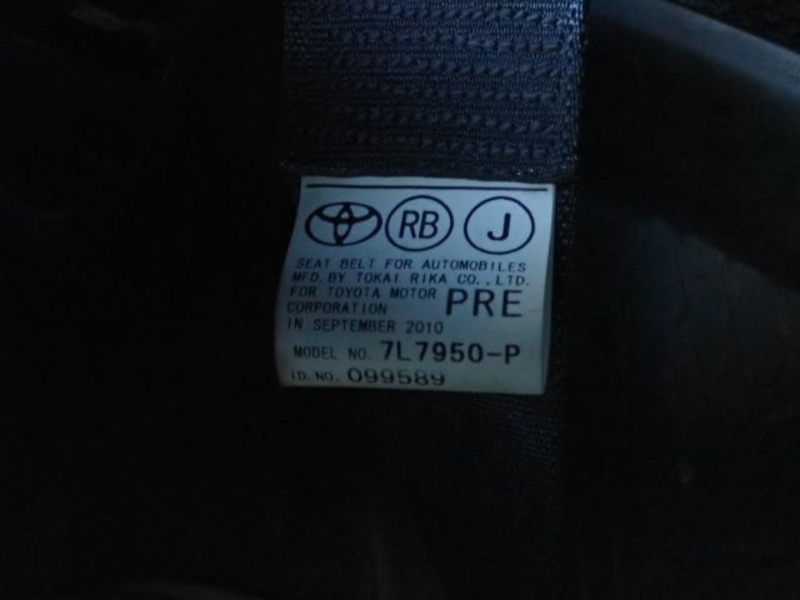 RB J
SEAT BELT FOR AUTOMOBILES
MFD. BY TOKAI RIKA CO., LTD.
FOR TOYOTA MOTOR PRE
CORPORATION
IN SEPTEMBER 2010
MODEL NO. 7L7950-P
ID. NO. 099589